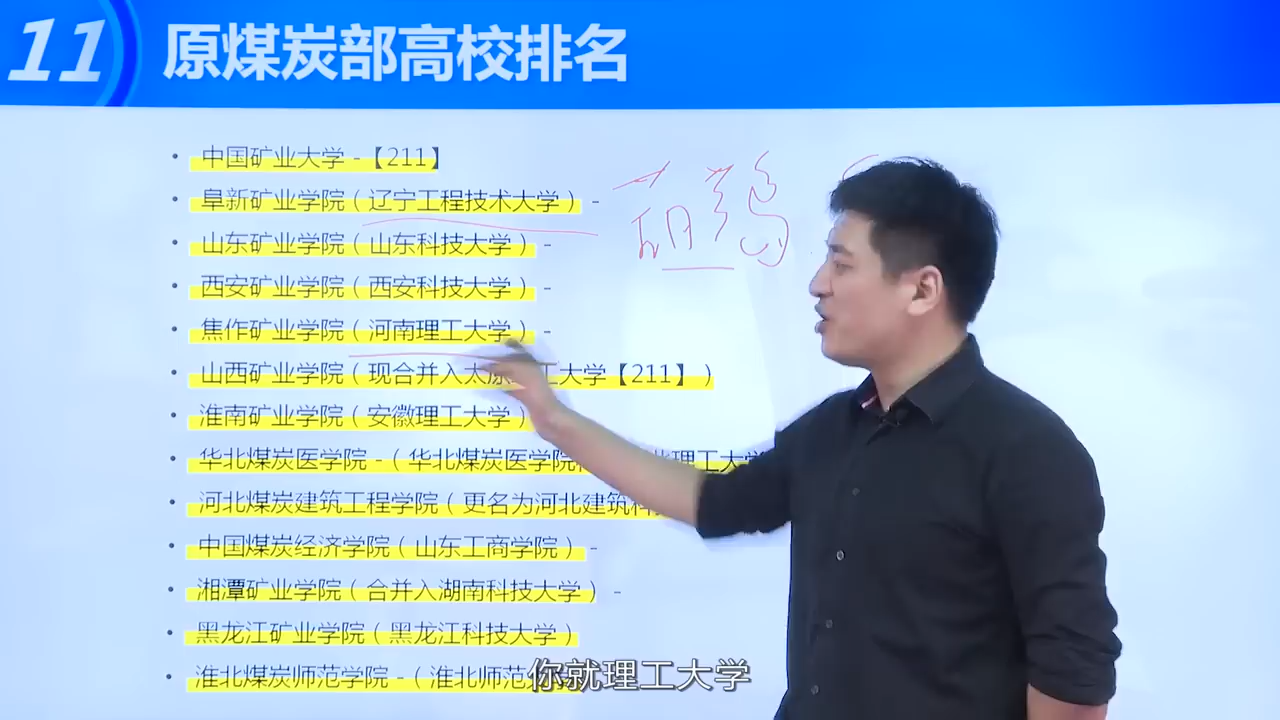 11 原煤炭部高校排名
• 中国矿业大学 -【211】
• 阜新矿业学院（辽宁工程技术大学）-
• 山东矿业学院（山东科技大学）-
• 西安矿业学院（西安科技大学）-
• 焦作矿业学院（河南理工大学）-
• 山西矿业学院（现合并入太原 工大学【211】）
• 淮南矿业学院（安徽理工大学）
• 华北煤炭医学院 -（华北煤炭医学院 理工大学
• 河北煤炭建筑工程学院（更名为河北建筑科
• 中国煤炭经济学院（山东工商学院）-
• 湘潭矿业学院（合并入湖南科技大学）-
• 黑龙江矿业学院（黑龙江科技大学）
• 淮北煤炭师范学院 -（淮北师范
你就理工大学